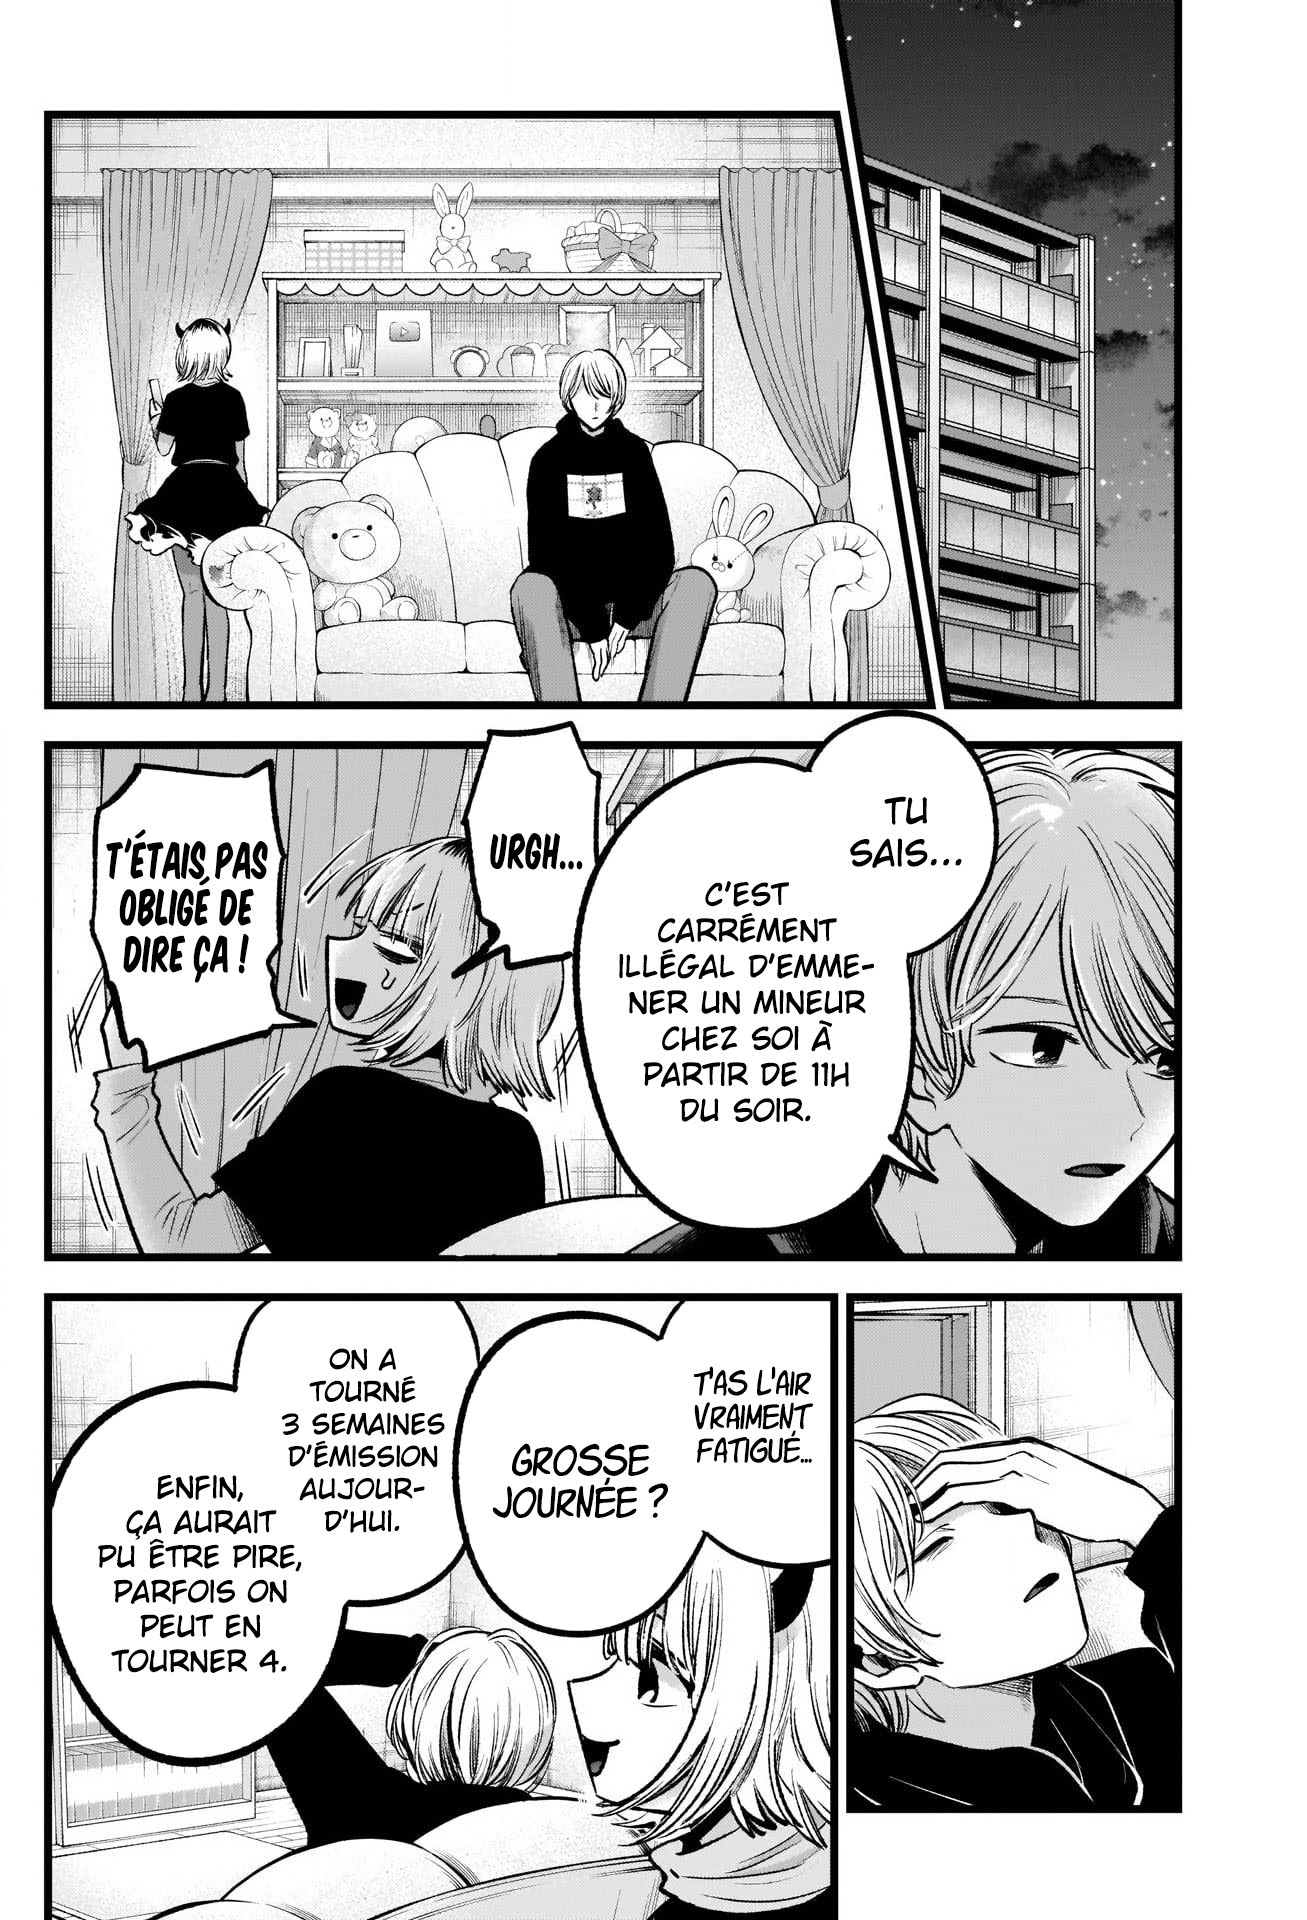 TU
SAIS...
C'EST
CARRÉMENT
ILLÉGAL D'EMME-
NER UN MINEUR
CHEZ SOI À
PARTIR DE 11H
DU SOIR.
URGH...
T'ÉTAIS PAS
OBLIGÉ DE
DIRE ÇA !
T'AS L'AIR
VRAIMENT
FATIGUÉ...
GROSSE
JOURNÉE ?
ON A
TOURNÉ
3 SEMAINES
D'ÉMISSION
AUJOUR-
D'HUI.
ENFIN,
ÇA AURAIT
PU ÊTRE PIRE,
PARFOIS ON
PEUT EN
TOURNER 4.